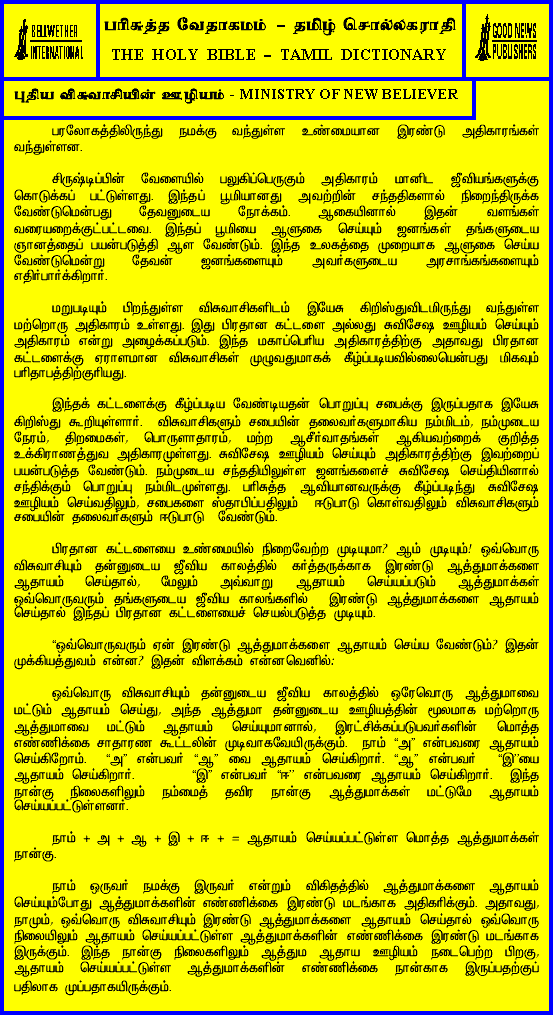 BELLWETHER
INTERNATIONAL
பரிசுத்த வேதாகமம் – தமிழ் சொல்லகராதி
THE HOLY BIBLE – TAMIL DICTIONARY
GOOD NEWS
PUBLISHERS
புதிய விசுவாசியின் ஊழியம் - MINISTRY OF NEW BELIEVER
பரலோகத்திலிருந்து நமக்கு வந்துள்ள உண்மையான இரண்டு அதிகாரங்கள்
வந்துள்ளன.
சிருஷ்டிப்பின் வேளையில் பலுகிப்பெருகும் அதிகாரம் மானிட ஜீவியங்களுக்கு
கொடுக்கப் பட்டுள்ளது. இந்தப் பூமியானது அவற்றின் சந்ததிகளால் நிறைந்திருக்க
வேண்டுமென்பது தேவனுடைய நோக்கம். ஆகையினால் இதன் வளங்கள்
வரையறைக்குட்பட்டவை. இந்தப் பூமியை ஆளுகை செய்யும் ஜனங்கள் தங்களுடைய
ஞானத்தைப் பயன்படுத்தி ஆள வேண்டும். இந்த உலகத்தை முறையாக ஆளுகை செய்ய
வேண்டுமென்று தேவன் ஜனங்களையும் அவர்களுடைய அரசாங்கங்களையும்
எதிர்பார்க்கிறார்.
மறுபடியும் பிறந்துள்ள விசுவாசிகளிடம் இயேசு கிறிஸ்துவிடமிருந்து வந்துள்ள
மற்றொரு அதிகாரம் உள்ளது. இது பிரதான கட்டளை அல்லது சுவிசேஷ ஊழியம் செய்யும்
அதிகாரம் என்று அழைக்கப்படும். இந்த மகாப்பெரிய அதிகாரத்திற்கு அதாவது பிரதான
கட்டளைக்கு ஏராளமான விசுவாசிகள் முழுவதுமாகக் கீழ்ப்படியவில்லையென்பது மிகவும்
பரிதாபத்திற்குரியது.
இந்தக் கட்டளைக்கு கீழ்ப்படிய வேண்டியதன் பொறுப்பு சபைக்கு இருப்பதாக இயேசு
கிறிஸ்து கூறியுள்ளார். விசுவாசிகளும் சபையின் தலைவர்களுமாகிய நம்மிடம், நம்முடைய
நேரம், திறமைகள், பொருளாதாரம், மற்ற ஆசீர்வாதங்கள் ஆகியவற்றைக் குறித்த
உக்கிராணத்துவ அதிகாரமுள்ளது. சுவிசேஷ ஊழியம் செய்யும் அதிகாரத்திற்கு இவற்றைப்
பயன்படுத்த வேண்டும். நம்முடைய சந்ததியிலுள்ள ஜனங்களைச் சுவிசேஷ செய்தியினால்
சந்திக்கும் பொறுப்பு நம்மிடமுள்ளது. பரிசுத்த ஆவியானவருக்கு கீழ்ப்படிந்து சுவிசேஷ
ஊழியம் செய்வதிலும், சபைகளை ஸ்தாபிப்பதிலும் ஈடுபாடு கொள்வதிலும் விசுவாசிகளும்
சபையின் தலைவர்களும் ஈடுபாடு வேண்டும்.
பிரதான கட்டளையை உண்மையில் நிறைவேற்ற முடியுமா? ஆம் முடியும்! ஒவ்வொரு
விசுவாசியும் தன்னுடைய ஜீவிய காலத்தில் கர்த்தருக்காக இரண்டு ஆத்துமாக்களை
ஆதாயம் செய்தால், மேலும் அவ்வாறு ஆதாயம் செய்யப்படும் ஆத்துமாக்கள்
ஒவ்வொருவரும் தங்களுடைய ஜீவிய காலங்களில் இரண்டு ஆத்துமாக்களை ஆதாயம்
செய்தால் இந்தப் பிரதான கட்டளையைச் செயல்படுத்த முடியும்.
“ஒவ்வொருவரும் ஏன் இரண்டு ஆத்துமாக்களை ஆதாயம் செய்ய வேண்டும்? இதன்
முக்கியத்துவம் என்ன? இதன் விளக்கம் என்னவெனில்:
ஒவ்வொரு விசுவாசியும் தன்னுடைய ஜீவிய காலத்தில் ஒரேவொரு ஆத்துமாவை
மட்டும் ஆதாயம் செய்து, அந்த ஆத்துமா தன்னுடைய ஊழியத்தின் மூலமாக மற்றொரு
ஆத்துமாவை மட்டும் ஆதாயம் செய்யுமானால், இரட்சிக்கப்படுபவர்களின் மொத்த
எண்ணிக்கை சாதாரண கூட்டலின் முடிவாகவேயிருக்கும். நாம் “அ” என்பவரை ஆதாயம்
செய்கிறோம். “அ” என்பவர் “ஆ” வை ஆதாயம் செய்கிறார். “ஆ” என்பவர் “இ”யை
ஆதாயம் செய்கிறார். “இ” என்பவர் “ஈ” என்பவரை ஆதாயம் செய்கிறார். இந்த
நான்கு நிலைகளிலும் நம்மைத் தவிர நான்கு ஆத்துமாக்கள் மட்டுமே ஆதாயம்
செய்யப்பட்டுள்ளனர்.
நாம் + அ + ஆ + இ + ஈ + = ஆதாயம் செய்யப்பட்டுள்ள மொத்த ஆத்துமாக்கள்
நான்கு.
நாம் ஒருவர் நமக்கு இருவர் என்றும் விகிதத்தில் ஆத்துமாக்களை ஆதாயம்
செய்யும்போது ஆத்துமாக்களின் எண்ணிக்கை இரண்டு மடங்காக அதிகரிக்கும். அதாவது,
நாமும், ஒவ்வொரு விசுவாசியும் இரண்டு ஆத்துமாக்களை ஆதாயம் செய்தால் ஒவ்வொரு
நிலையிலும் ஆதாயம் செய்யப்பட்டுள்ள ஆத்துமாக்களின் எண்ணிக்கை இரண்டு மடங்காக
இருக்கும். இந்த நான்கு நிலைகளிலும் ஆத்தும ஆதாய ஊழியம் நடைபெற்ற பிறகு,
ஆதாயம் செய்யப்பட்டுள்ள ஆத்துமாக்களின் எண்ணிக்கை நான்காக இருப்பதற்குப்
பதிலாக முப்பதாகயிருக்கும்.